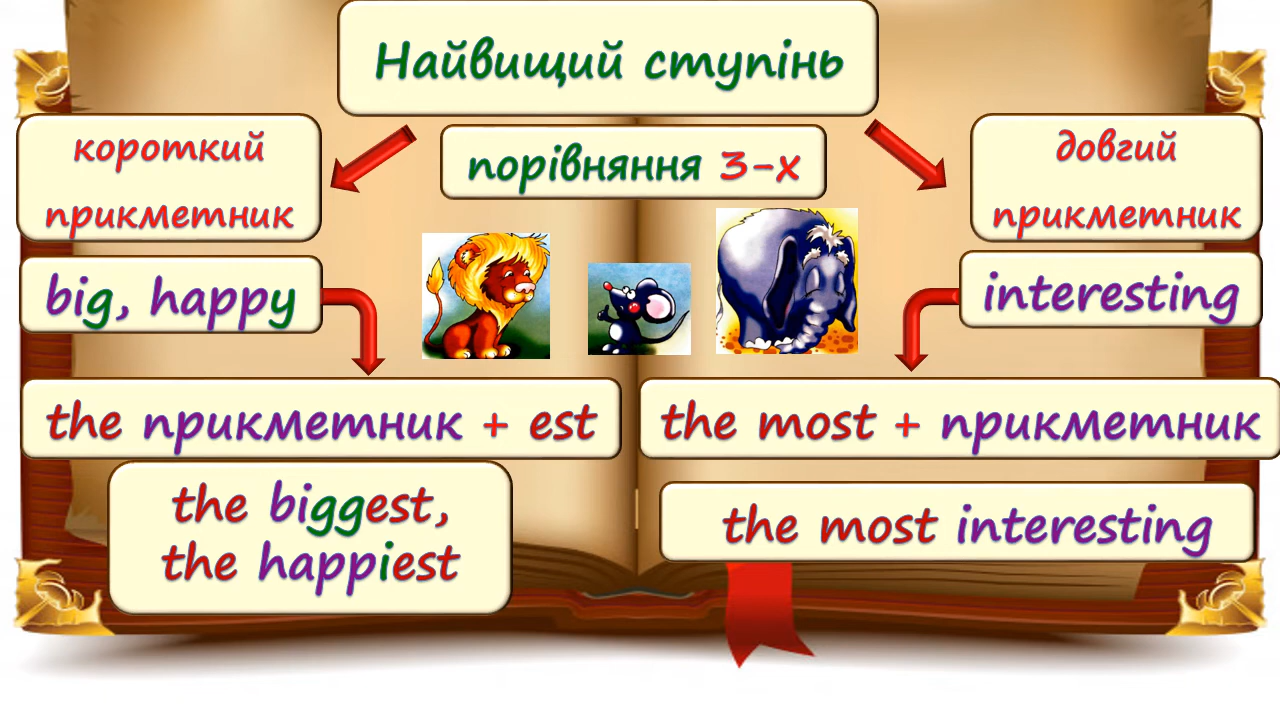 Найвищий ступінь
порівняння 3-х
короткий
прикметник
big, happy
the прикметник + est
the biggest,
the happiest
довгий
прикметник
interesting
the most + прикметник
the most interesting